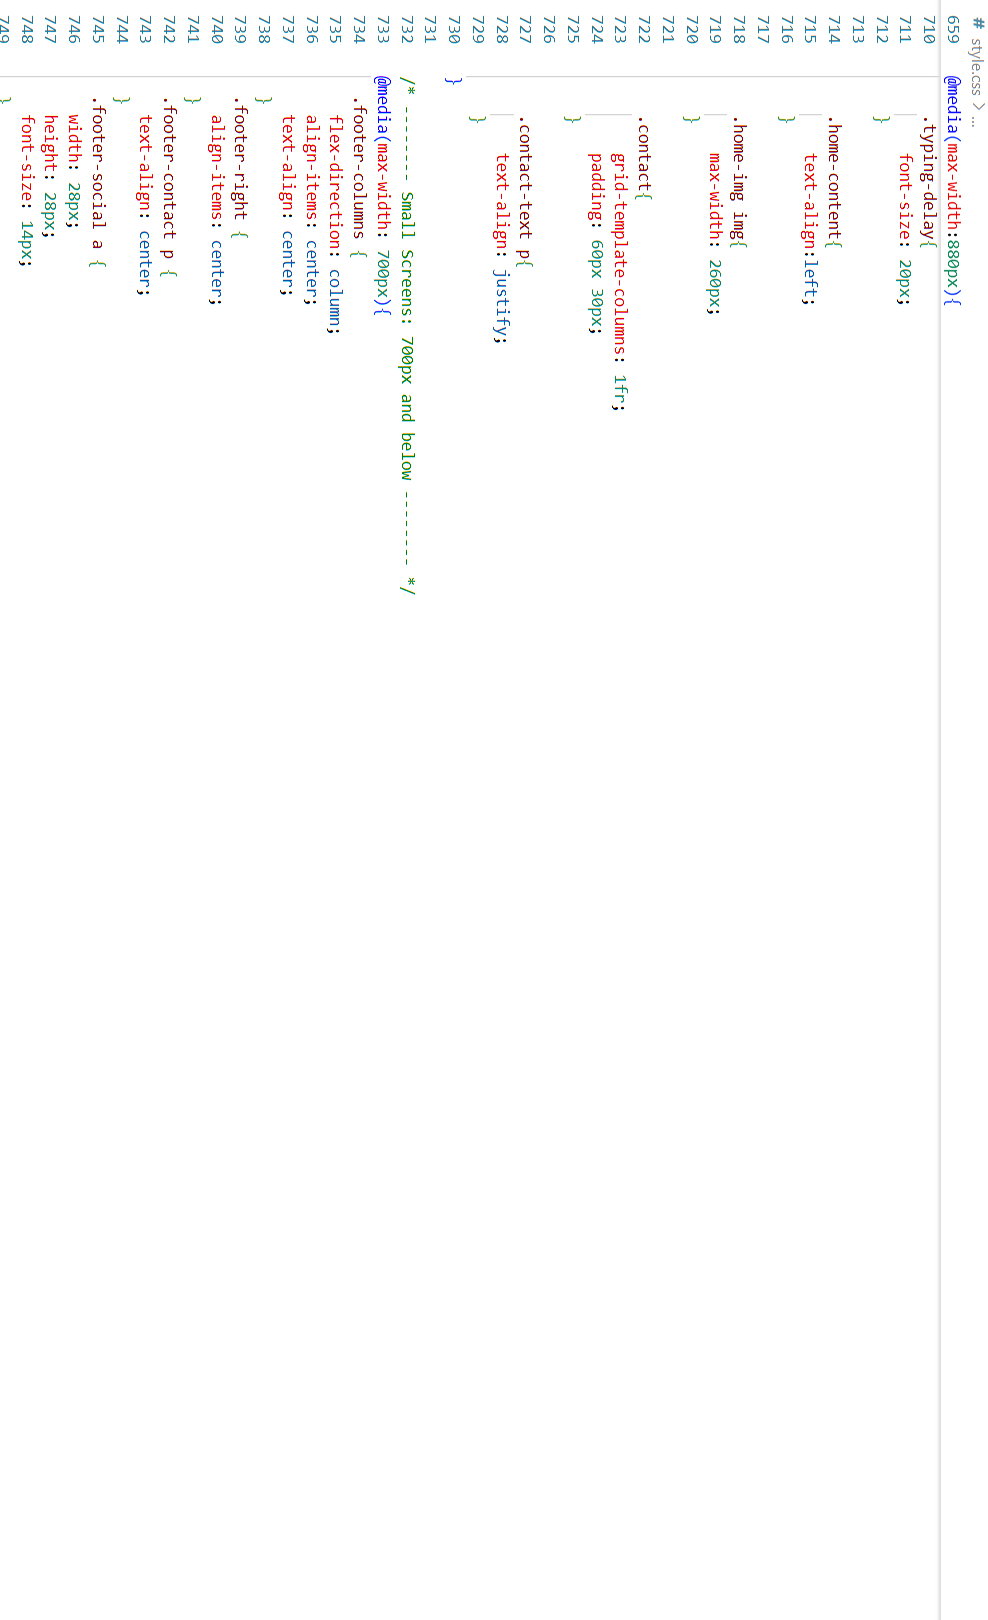 # style.css > ...
659 @media(max-width:880px){
710 .typing-delay{
711 font-size: 20px;
712 }
713
714 .home-content{
715 text-align:left;
716 }
717
718 .home-img img{
719 max-width: 260px;
720 }
721
722 .contact{
723 grid-template-columns: 1fr;
724 padding: 60px 30px;
725 }
726
727 .contact-text p{
728 text-align: justify;
729 }
730 }
731
732 /* -------- Small Screens: 700px and below -------- */
733 @media(max-width: 700px){
734 .footer-columns {
735 flex-direction: column;
736 align-items: center;
737 text-align: center;
738 }
739 .footer-right {
740 align-items: center;
741 }
742 .footer-contact p {
743 text-align: center;
744 }
745 .footer-social a {
746 width: 28px;
747 height: 28px;
748 font-size: 14px;
749 }